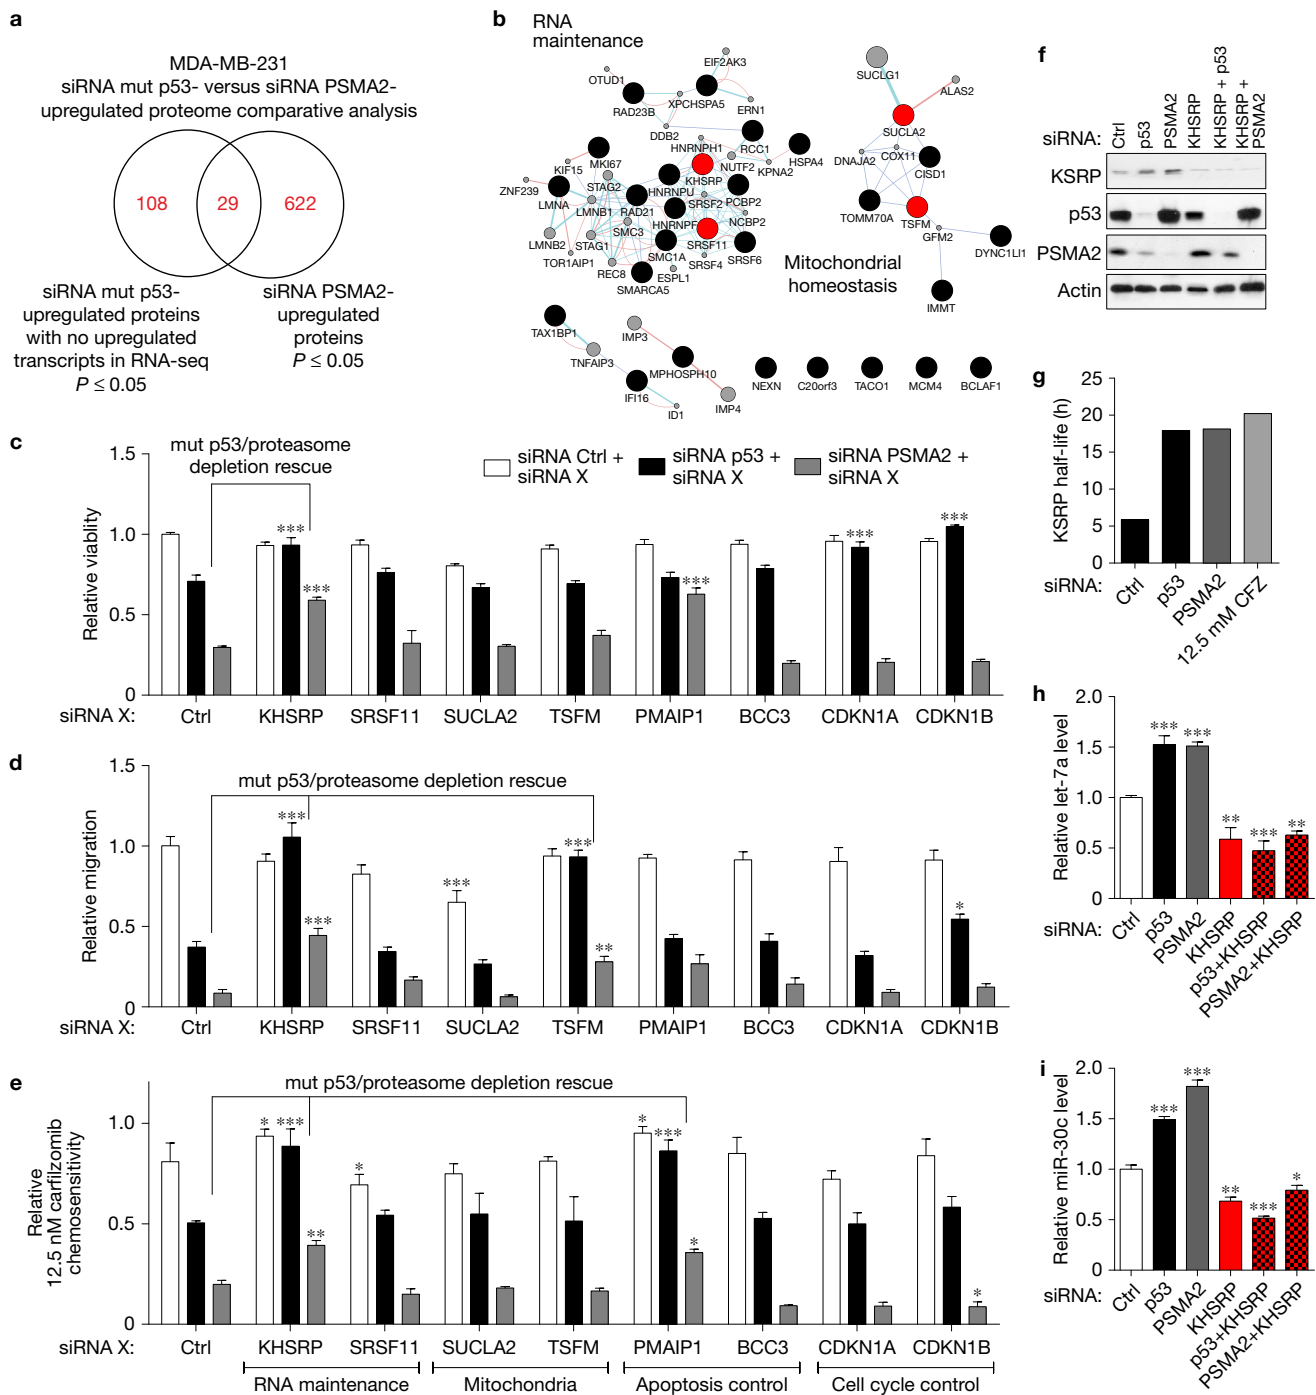 a
MDA-MB-231
siRNA mut p53- versus siRNA PSMA2-
upregulated proteome comparative analysis
108
29
622
siRNA mut p53-
upregulated proteins
with no upregulated
transcripts in RNA-seq
P ≤ 0.05
siRNA PSMA2-
upregulated
proteins
P ≤ 0.05
b
RNA
maintenance
OTUD1
EIF2AK3
RAD23B
XPCHSPA5
ERN1
DDB2
HNRNPH1
RCC1
HSPA4
KIF15
MKI67
NUTF2
KPNA2
ZNF239
STAG2
KHSRP
LMNA
HNRNPU
PCBP2
LMNB1
RAD21
SRSF2
NCBP2
SMC3
HNRNPF
LMNB2
STAG1
SRSF11
TOR1AIP1
SMC1A
SRSF6
REC8
SRSF4
ESPL1
SMARCA5
SUCLG1
ALAS2
SUCLA2
COX11
DNAJA2
CISD1
TOMM70A
TSFM
GFM2
DYNC1LI1
Mitochondrial
homeostasis
IMMT
TAX1BP1
TNFAIP3
IFI16
ID1
IMP3
MPHOSPH10
IMP4
NEXN
C20orf3
TACO1
MCM4
BCLAF1
c
mut p53/proteasome
depletion rescue
siRNA Ctrl +
siRNA X
siRNA p53 +
siRNA X
siRNA PSMA2 +
siRNA X
Relative viablity
1.5
1.0
0.5
0
*** *** *** *** ***
siRNA X: Ctrl KHSRP SRSF11 SUCLA2 TSFM PMAIP1 BCC3 CDKN1A CDKN1B
d
mut p53/proteasome depletion rescue
Relative migration
1.5
1.0
0.5
0
*** *** *** *** ** *
siRNA X: Ctrl KHSRP SRSF11 SUCLA2 TSFM PMAIP1 BCC3 CDKN1A CDKN1B
e
mut p53/proteasome depletion rescue
Relative
12.5 nM carfilzomib
chemosensitivity
1.0
0.5
0
* *** ** * * *** * *
siRNA X: Ctrl KHSRP SRSF11 SUCLA2 TSFM PMAIP1 BCC3 CDKN1A CDKN1B
RNA maintenance Mitochondria Apoptosis control Cell cycle control
f
siRNA: Ctrl p53 PSMA2 KHSRP KHSRP + p53 KHSRP + PSMA2
KSRP
p53
PSMA2
Actin
g
KSRP half-life (h)
25
20
15
10
5
0
siRNA: Ctrl p53 PSMA2 12.5 mM CFZ
h
Relative let-7a level
2.0
1.5
1.0
0.5
0
*** *** ** *** **
siRNA: Ctrl p53 PSMA2 KHSRP p53+KHSRP PSMA2+KHSRP
i
Relative miR-30c level
2.0
1.5
1.0
0.5
0
*** *** ** *** *
siRNA: Ctrl p53 PSMA2 KHSRP p53+KHSRP PSMA2+KHSRP